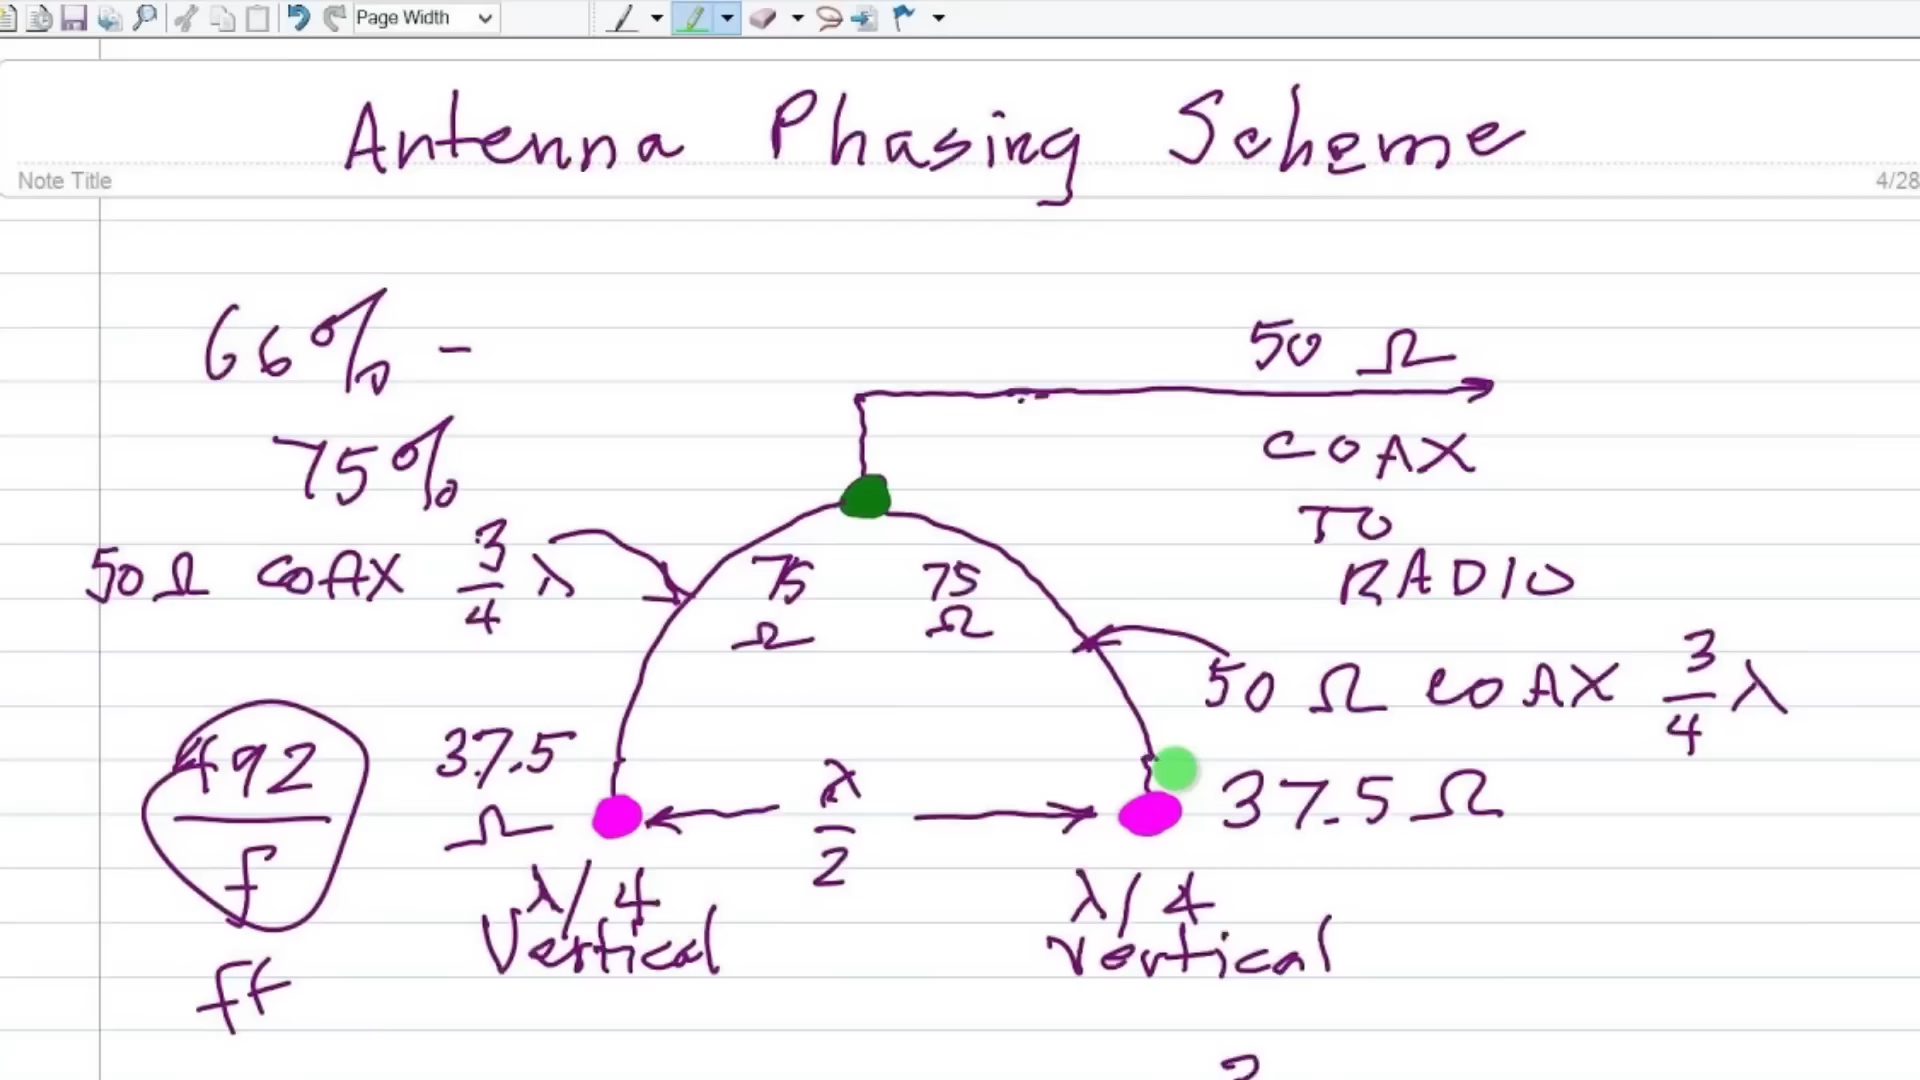 Page Width
Antenna Phasing Scheme
Note Title
4/28
66% -
75%
50 Ω
COAX
TO
RADIO
50 Ω COAX 3/4 λ
75 Ω
75 Ω
50 Ω COAX 3/4 λ
492/f
ft
37.5 Ω
λ/2
37.5 Ω
λ/4
Vertical
λ/4
Vertical